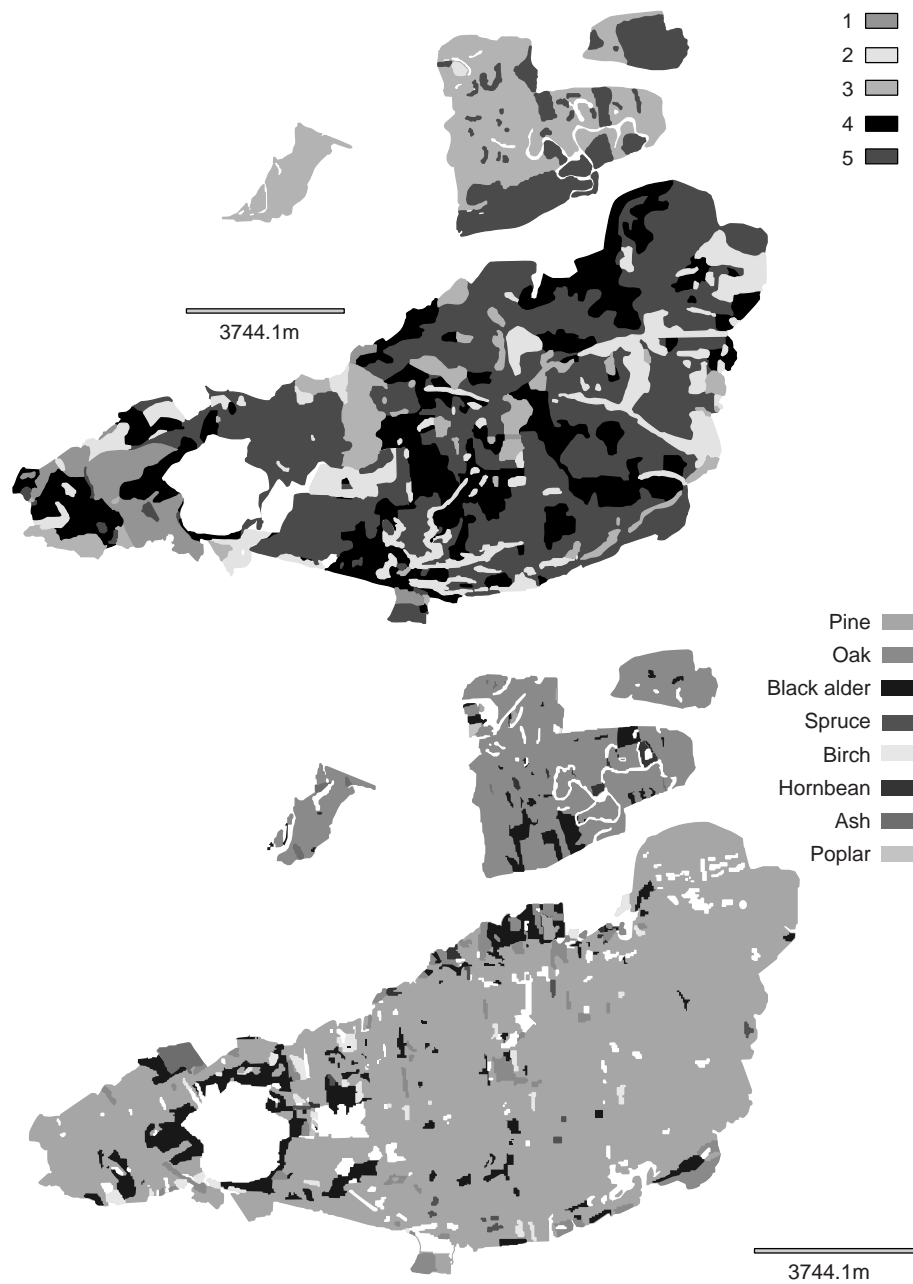 1
2
3
4
5
3744.1m
Pine
Oak
Black alder
Spruce
Birch
Hornbean
Ash
Poplar
3744.1m